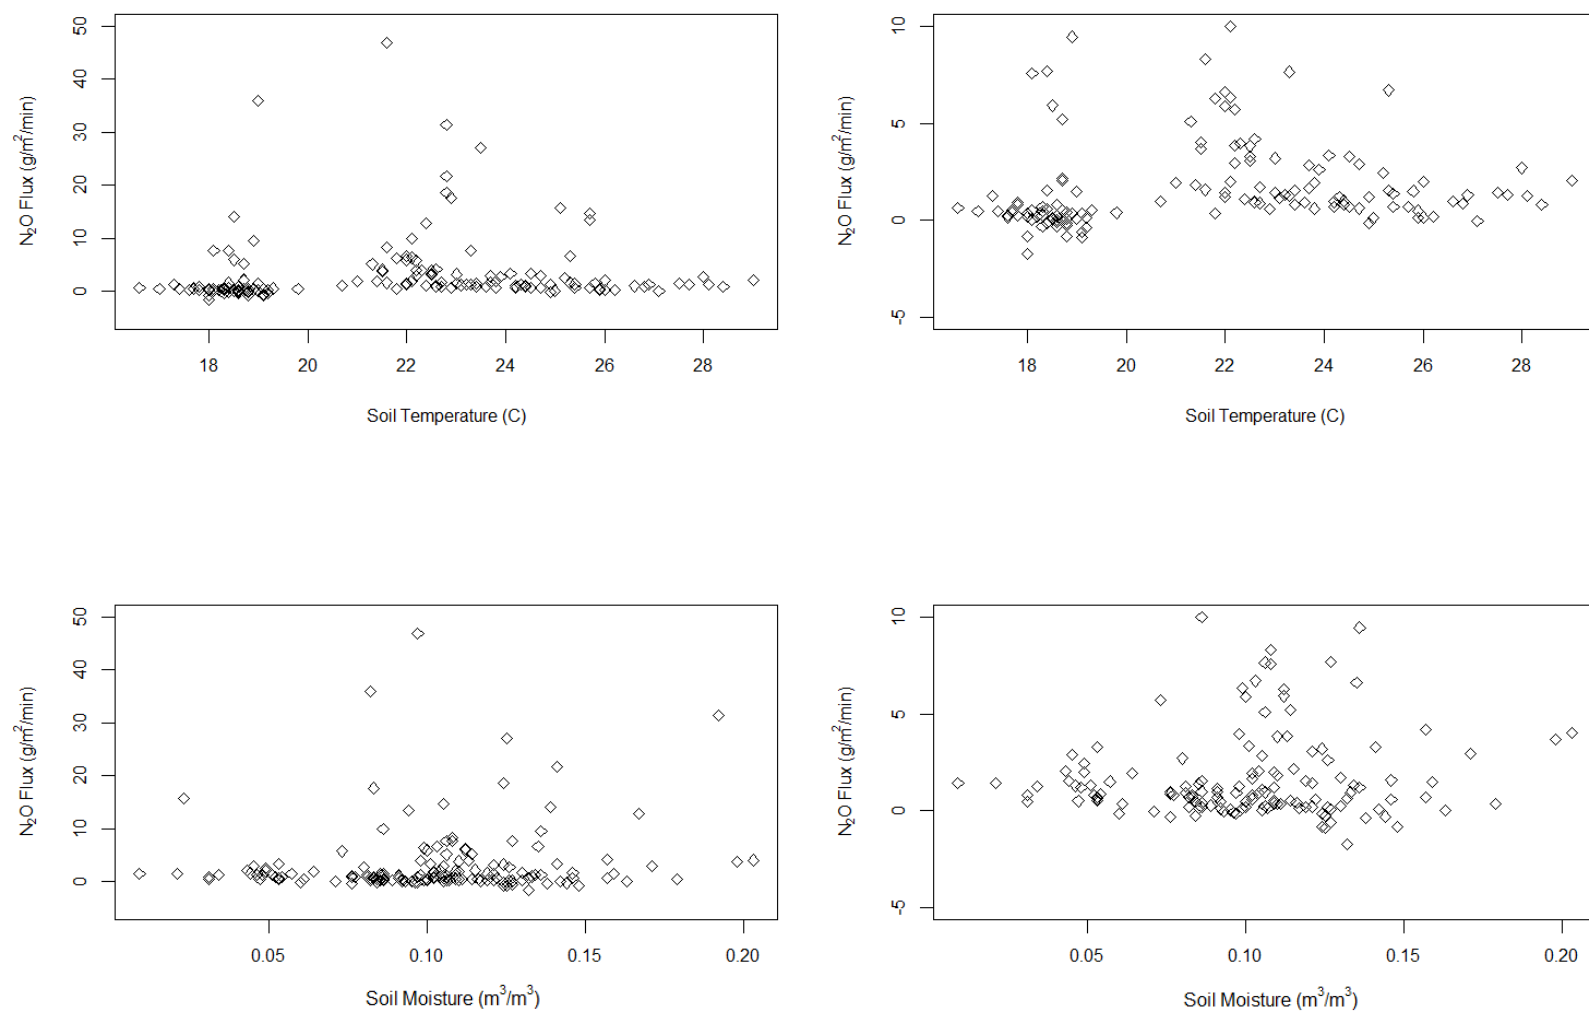 N₂O Flux (g/m²/min)
0 10 20 30 40 50
18 20 22 24 26 28
Soil Temperature (C)
N₂O Flux (g/m²/min)
-5 0 5 10
18 20 22 24 26 28
Soil Temperature (C)
N₂O Flux (g/m²/min)
0 10 20 30 40 50
0.05 0.10 0.15 0.20
Soil Moisture (m³/m³)
N₂O Flux (g/m²/min)
-5 0 5 10
0.05 0.10 0.15 0.20
Soil Moisture (m³/m³)